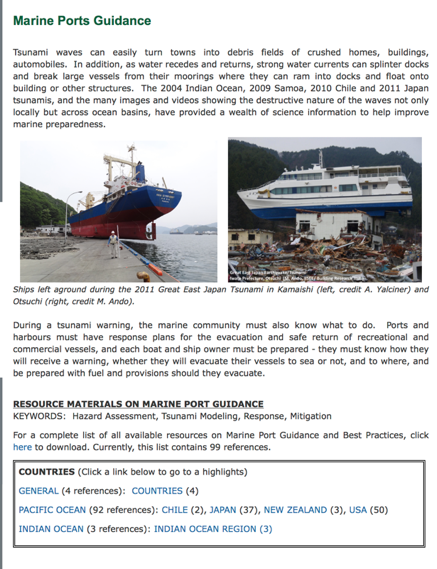 Marine Ports Guidance
Tsunami waves can easily turn towns into debris fields of crushed homes, buildings,
automobiles. In addition, as water recedes and returns, strong water currents can splinter docks
and break large vessels from their moorings where they can ram into docks and float onto
building or other structures. The 2004 Indian Ocean, 2009 Samoa, 2010 Chile and 2011 Japan
tsunamis, and the many images and videos showing the destructive nature of the waves not only
locally but across ocean basins, have provided a wealth of science information to help improve
marine preparedness.
Great East Japan Earthquake, Tsunami
Ships left aground during the 2011 Great East Japan Tsunami in Kamaishi (left, credit A. Yalciner) and
Otsuchi (right, credit M. Ando).
During a tsunami warning, the marine community must also know what to do. Ports and
harbours must have response plans for the evacuation and safe return of recreational and
commercial vessels, and each boat and ship owner must be prepared - they must know how they
will receive a warning, whether they will evacuate their vessels to sea or not, and to where, and
be prepared with fuel and provisions should they evacuate.
RESOURCE MATERIALS ON MARINE PORT GUIDANCE
KEYWORDS: Hazard Assessment, Tsunami Modeling, Response, Mitigation
For a complete list of all available resources on Marine Port Guidance and Best Practices, click
here to download. Currently, this list contains 99 references.
COUNTRIES (Click a link below to go to a highlights)
GENERAL (4 references): COUNTRIES (4)
PACIFIC OCEAN (92 references): CHILE (2), JAPAN (37), NEW ZEALAND (3), USA (50)
INDIAN OCEAN (3 references): INDIAN OCEAN REGION (3)